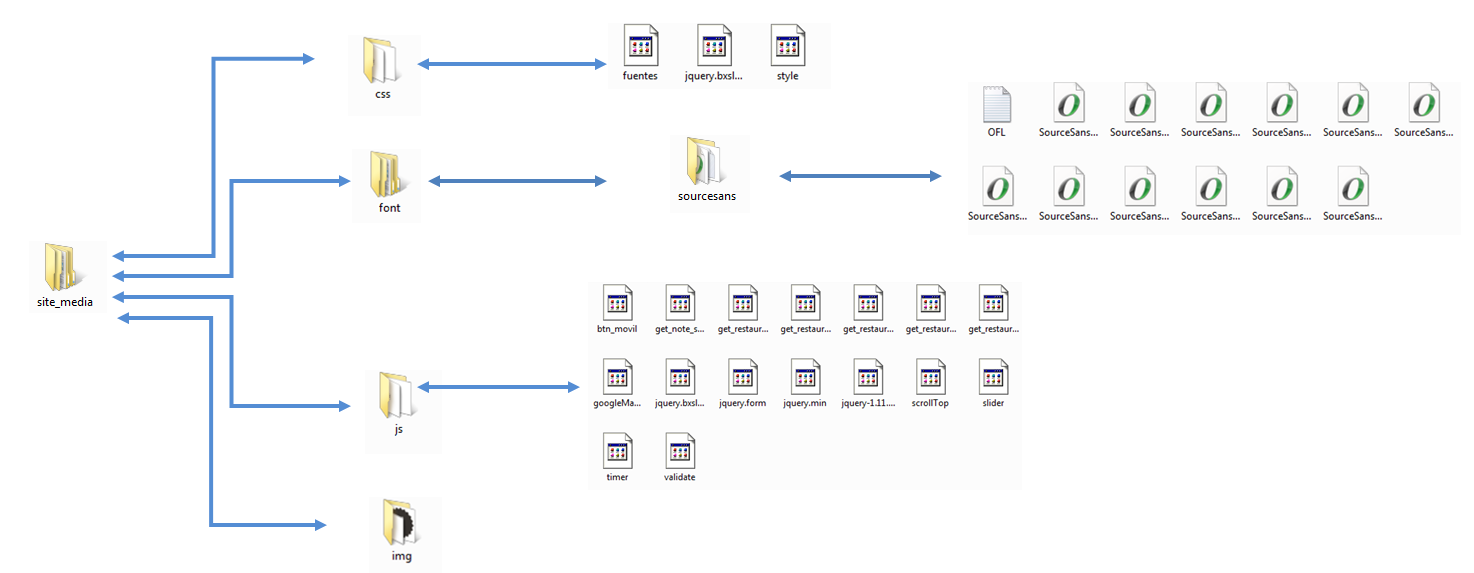 fuentes jquery.bxsl... style
css
OFL SourceSans... SourceSans... SourceSans... SourceSans... SourceSans... SourceSans...
sourcesans
font
SourceSans... SourceSans... SourceSans... SourceSans... SourceSans... SourceSans...
site_media
btn_movil get_note_s... get_restaur... get_restaur... get_restaur... get_restaur... get_restaur...
googleMa... jquery.bxsl... jquery.form jquery.min jquery-1.11.... scrollTop slider
js
timer validate
img